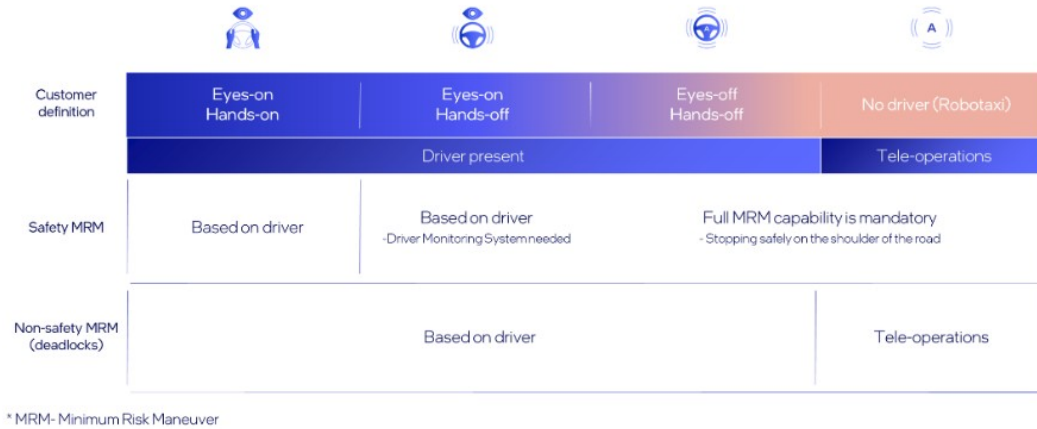 A
A
Customer
definition
Eyes-on
Hands-on
Eyes-on
Hands-off
Eyes-off
Hands-off
No driver (Robotaxi)
Driver present
Tele-operations
Safety MRM
Based on driver
Based on driver
-Driver Monitoring System needed
Full MRM capability is mandatory
- Stopping safely on the shoulder of the road
Non-safety MRM
(deadlocks)
Based on driver
Tele-operations
* MRM- Minimum Risk Maneuver